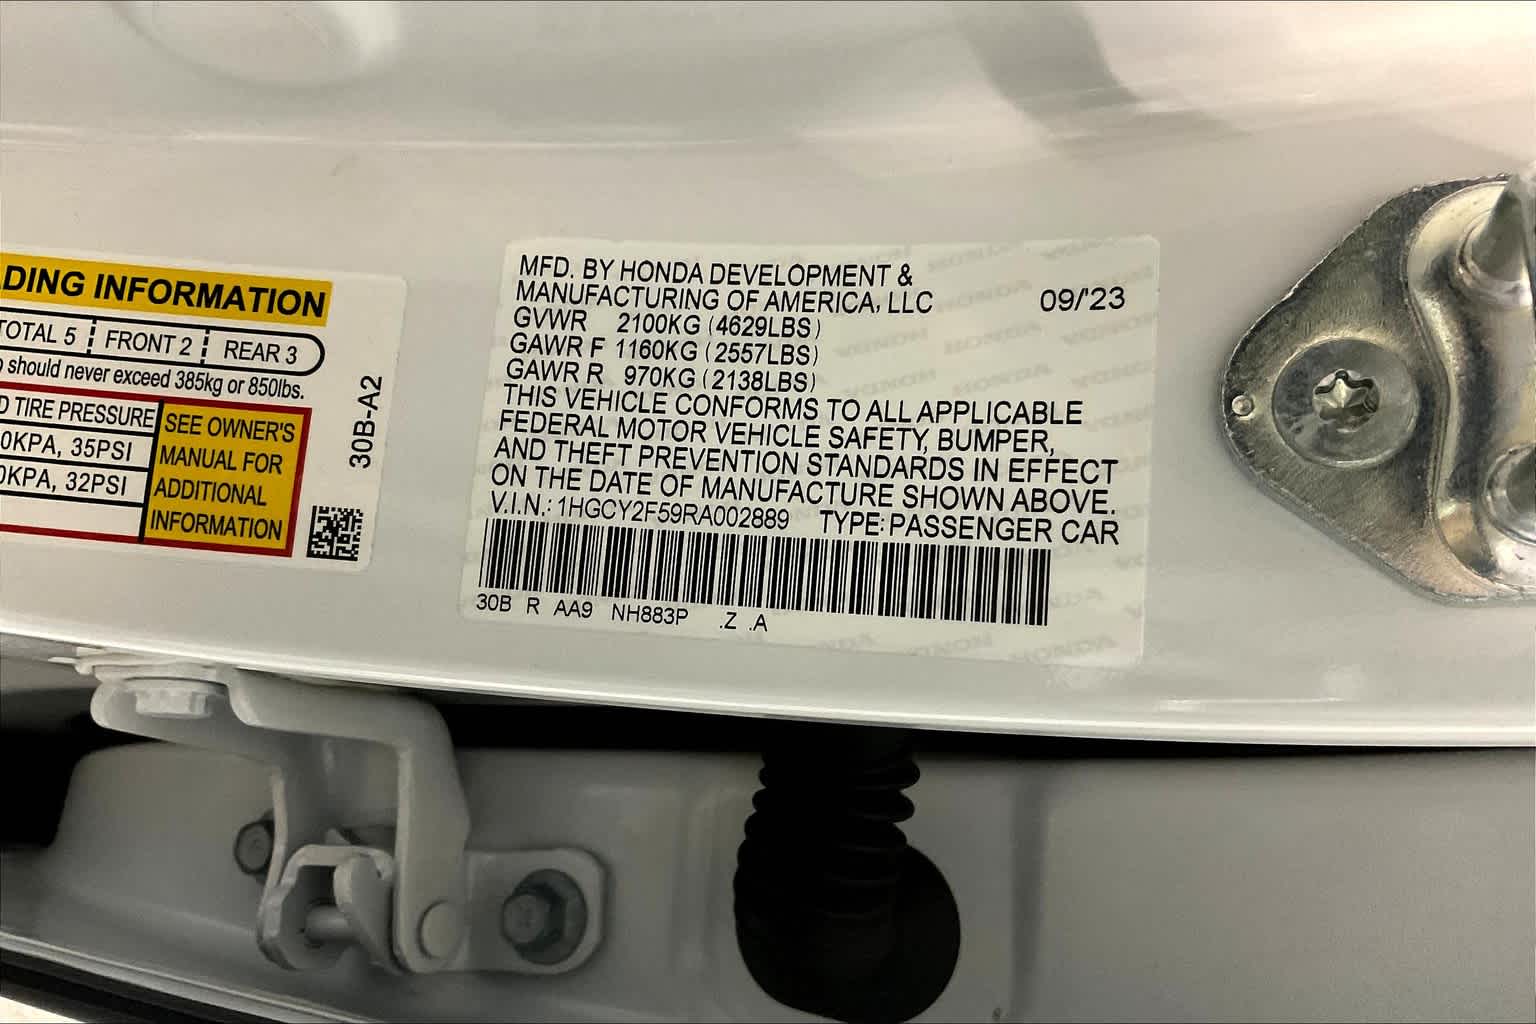 DING INFORMATION
TOTAL 5 FRONT 2 REAR 3
should never exceed 385kg or 850lbs.
TIRE PRESSURE
0KPA, 35PSI
0KPA, 32PSI
SEE OWNER'S
MANUAL FOR
ADDITIONAL
INFORMATION
30B-A2
MFD. BY HONDA DEVELOPMENT &
MANUFACTURING OF AMERICA, LLC 09/'23
GVWR 2100KG (4629LBS)
GAWR F 1160KG (2557LBS)
GAWR R 970KG (2138LBS)
THIS VEHICLE CONFORMS TO ALL APPLICABLE
FEDERAL MOTOR VEHICLE SAFETY, BUMPER,
AND THEFT PREVENTION STANDARDS IN EFFECT
ON THE DATE OF MANUFACTURE SHOWN ABOVE.
V.I.N.: 1HGCY2F59RA002889 TYPE: PASSENGER CAR
30B R AA9 NH883P .Z .A